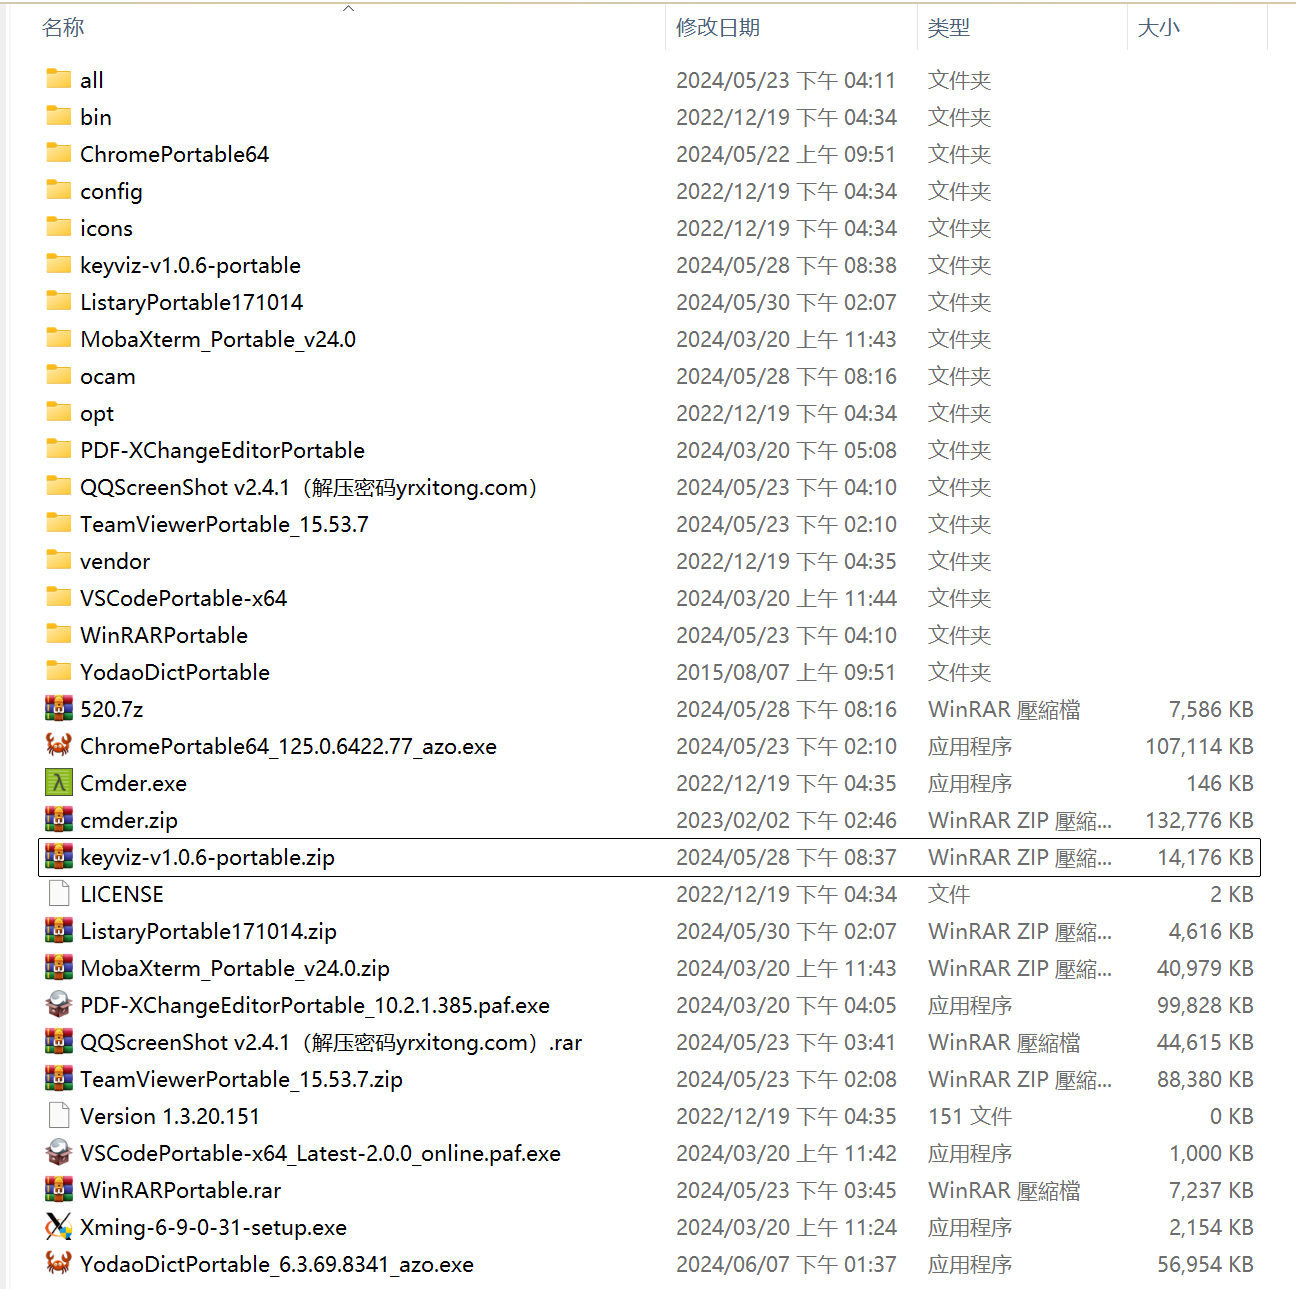 名称 修改日期 类型 大小
all 2024/05/23 下午 04:11 文件夹
bin 2022/12/19 下午 04:34 文件夹
ChromePortable64 2024/05/22 上午 09:51 文件夹
config 2022/12/19 下午 04:34 文件夹
icons 2022/12/19 下午 04:34 文件夹
keyviz-v1.0.6-portable 2024/05/28 下午 08:38 文件夹
ListaryPortable171014 2024/05/30 下午 02:07 文件夹
MobaXterm_Portable_v24.0 2024/03/20 上午 11:43 文件夹
ocam 2024/05/28 下午 08:16 文件夹
opt 2022/12/19 下午 04:34 文件夹
PDF-XChangeEditorPortable 2024/03/20 下午 05:08 文件夹
QQScreenShot v2.4.1（解压密码yrxitong.com） 2024/05/23 下午 04:10 文件夹
TeamViewerPortable_15.53.7 2024/05/23 下午 02:10 文件夹
vendor 2022/12/19 下午 04:35 文件夹
VSCodePortable-x64 2024/03/20 上午 11:44 文件夹
WinRARPortable 2024/05/23 下午 04:10 文件夹
YodaoDictPortable 2015/08/07 上午 09:51 文件夹
520.7z 2024/05/28 下午 08:16 WinRAR 壓縮檔 7,586 KB
ChromePortable64_125.0.6422.77_azo.exe 2024/05/23 下午 02:10 应用程序 107,114 KB
Cmder.exe 2022/12/19 下午 04:35 应用程序 146 KB
cmder.zip 2023/02/02 下午 02:46 WinRAR ZIP 壓縮... 132,776 KB
keyviz-v1.0.6-portable.zip 2024/05/28 下午 08:37 WinRAR ZIP 壓縮... 14,176 KB
LICENSE 2022/12/19 下午 04:34 文件 2 KB
ListaryPortable171014.zip 2024/05/30 下午 02:07 WinRAR ZIP 壓縮... 4,616 KB
MobaXterm_Portable_v24.0.zip 2024/03/20 上午 11:43 WinRAR ZIP 壓縮... 40,979 KB
PDF-XChangeEditorPortable_10.2.1.385.paf.exe 2024/03/20 下午 04:05 应用程序 99,828 KB
QQScreenShot v2.4.1（解压密码yrxitong.com）.rar 2024/05/23 下午 03:41 WinRAR 壓縮檔 44,615 KB
TeamViewerPortable_15.53.7.zip 2024/05/23 下午 02:08 WinRAR ZIP 壓縮... 88,380 KB
Version 1.3.20.151 2022/12/19 下午 04:35 151 文件 0 KB
VSCodePortable-x64_Latest-2.0.0_online.paf.exe 2024/03/20 上午 11:42 应用程序 1,000 KB
WinRARPortable.rar 2024/05/23 下午 03:45 WinRAR 壓縮檔 7,237 KB
Xming-6-9-0-31-setup.exe 2024/03/20 上午 11:24 应用程序 2,154 KB
YodaoDictPortable_6.3.69.8341_azo.exe 2024/06/07 下午 01:37 应用程序 56,954 KB